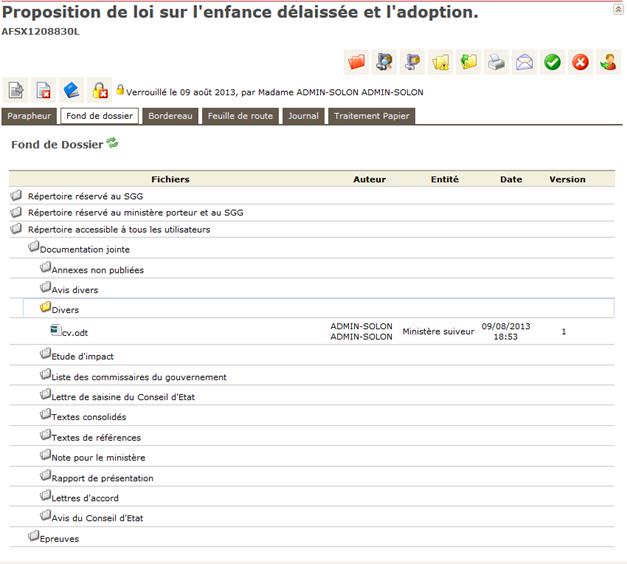 Proposition de loi sur l'enfance délaissée et l'adoption.
AFSX1208830L
Verrouillé le 09 août 2013, par Madame ADMIN-SOLON ADMIN-SOLON
Parapheur Fond de dossier Bordereau Feuille de route Journal Traitement Papier
Fond de Dossier
Fichiers Auteur Entité Date Version
Répertoire réservé au SGG
Répertoire réservé au ministère porteur et au SGG
Répertoire accessible à tous les utilisateurs
Documentation jointe
Annexes non publiées
Avis divers
Divers
cv.odt ADMIN-SOLON ADMIN-SOLON Ministère suiveur 09/08/2013 18:53 1
Etude d'impact
Liste des commissaires du gouvernement
Lettre de saisine du Conseil d'Etat
Textes consolidés
Textes de références
Note pour le ministère
Rapport de présentation
Lettres d'accord
Avis du Conseil d'Etat
Epreuves